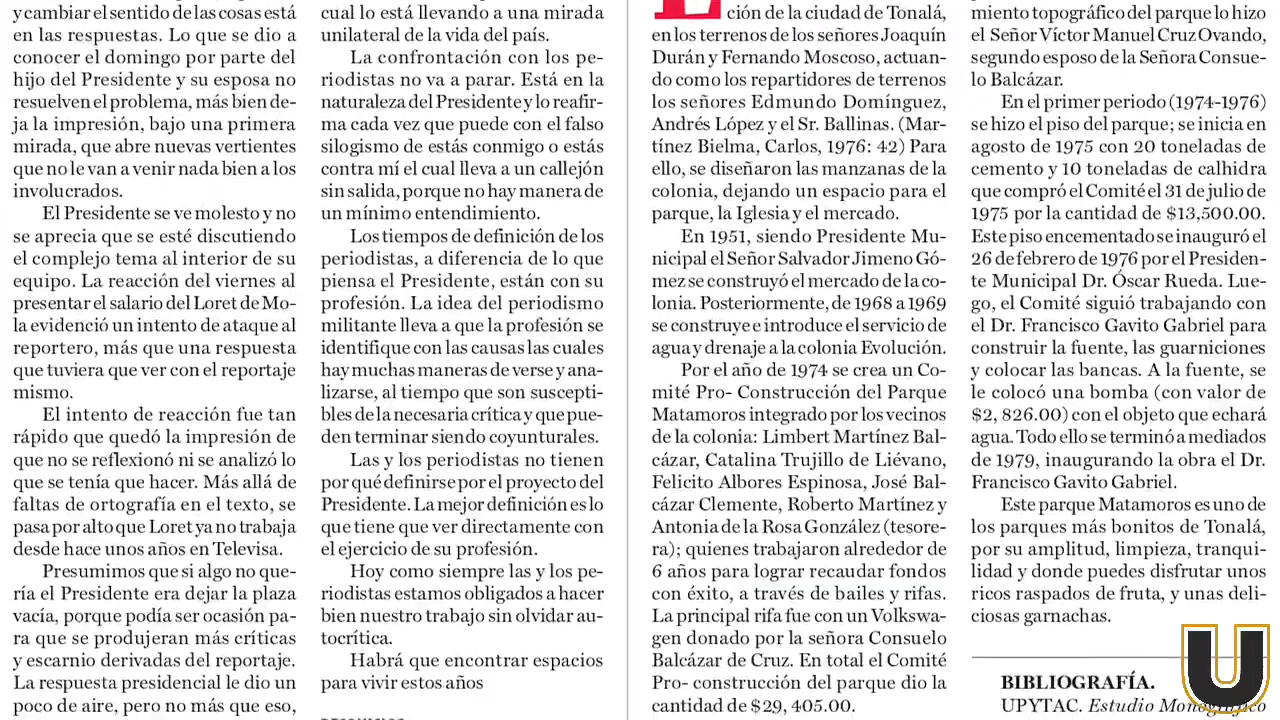 y cambiar el sentido de las cosas está
en las respuestas. Lo que se dio a
conocer el domingo por parte del
hijo del Presidente y su esposa no
resuelven el problema, más bien de-
ja la impresión, bajo una primera
mirada, que abre nuevas vertientes
que no le van a venir nada bien a los
involucrados.
El Presidente se ve molesto y no
se aprecia que se esté discutiendo
el complejo tema al interior de su
equipo. La reacción del viernes al
presentar el salario del Loret de Mo-
la evidenció un intento de ataque al
reportero, más que una respuesta
que tuviera que ver con el reportaje
mismo.
El intento de reacción fue tan
rápido que quedó la impresión de
que no se reflexionó ni se analizó lo
que se tenía que hacer. Más allá de
faltas de ortografía en el texto, se
pasa por alto que Loret ya no trabaja
desde hace unos años en Televisa.
Presumimos que si algo no que-
ría el Presidente era dejar la plaza
vacía, porque podía ser ocasión pa-
ra que se produjeran más críticas
y escarnio derivadas del reportaje.
La respuesta presidencial le dio un
poco de aire, pero no más que eso,
cual lo está llevando a una mirada
unilateral de la vida del país.
La confrontación con los pe-
riodistas no va a parar. Está en la
naturaleza del Presidente y lo reafir-
ma cada vez que puede con el falso
silogismo de estás conmigo o estás
contra mí el cual lleva a un callejón
sin salida, porque no hay manera de
un mínimo entendimiento.
Los tiempos de definición de los
periodistas, a diferencia de lo que
piensa el Presidente, están con su
profesión. La idea del periodismo
militante lleva a que la profesión se
identifique con las causas las cuales
hay muchas maneras de verse y ana-
lizarse, al tiempo que son suscepti-
bles de la necesaria crítica y que pue-
den terminar siendo coyunturales.
Las y los periodistas no tienen
por qué definirse por el proyecto del
Presidente. La mejor definición es lo
que tiene que ver directamente con
el ejercicio de su profesión.
Hoy como siempre las y los pe-
riodistas estamos obligados a hacer
bien nuestro trabajo sin olvidar au-
tocrítica.
Habrá que encontrar espacios
para vivir estos años
ción de la ciudad de Tonalá,
en los terrenos de los señores Joaquín
Durán y Fernando Moscoso, actuan-
do como los repartidores de terrenos
los señores Edmundo Domínguez,
Andrés López y el Sr. Ballinas. (Mar-
tínez Bielma, Carlos, 1976: 42) Para
ello, se diseñaron las manzanas de la
colonia, dejando un espacio para el
parque, la Iglesia y el mercado.
En 1951, siendo Presidente Mu-
nicipal el Señor Salvador Jimeno Gó-
mez se construyó el mercado de la co-
lonia. Posteriormente, de 1968 a 1969
se construye e introduce el servicio de
agua y drenaje a la colonia Evolución.
Por el año de 1974 se crea un Co-
mité Pro- Construcción del Parque
Matamoros integrado por los vecinos
de la colonia: Limbert Martínez Bal-
cázar, Catalina Trujillo de Liévano,
Felicito Albores Espinosa, José Bal-
cázar Clemente, Roberto Martínez y
Antonia de la Rosa González (tesore-
ra); quienes trabajaron alrededor de
6 años para lograr recaudar fondos
con éxito, a través de bailes y rifas.
La principal rifa fue con un Volkswa-
gen donado por la señora Consuelo
Balcázar de Cruz. En total el Comité
Pro- construcción del parque dio la
cantidad de $29, 405.00.
miento topográfico del parque lo hizo
el Señor Víctor Manuel Cruz Ovando,
segundo esposo de la Señora Consue-
lo Balcázar.
En el primer periodo (1974-1976)
se hizo el piso del parque; se inicia en
agosto de 1975 con 20 toneladas de
cemento y 10 toneladas de calhidra
que compró el Comité el 31 de julio de
1975 por la cantidad de $13,500.00.
Este piso encementado se inauguró el
26 de febrero de 1976 por el Presiden-
te Municipal Dr. Óscar Rueda. Lue-
go, el Comité siguió trabajando con
el Dr. Francisco Gavito Gabriel para
construir la fuente, las guarniciones
y colocar las bancas. A la fuente, se
le colocó una bomba (con valor de
$2, 826.00) con el objeto que echará
agua. Todo ello se terminó a mediados
de 1979, inaugurando la obra el Dr.
Francisco Gavito Gabriel.
Este parque Matamoros es uno de
los parques más bonitos de Tonalá,
por su amplitud, limpieza, tranqui-
lidad y donde puedes disfrutar unos
ricos raspados de fruta, y unas deli-
ciosas garnachas.
BIBLIOGRAFÍA.
UPYTAC. Estudio Monográfico
U